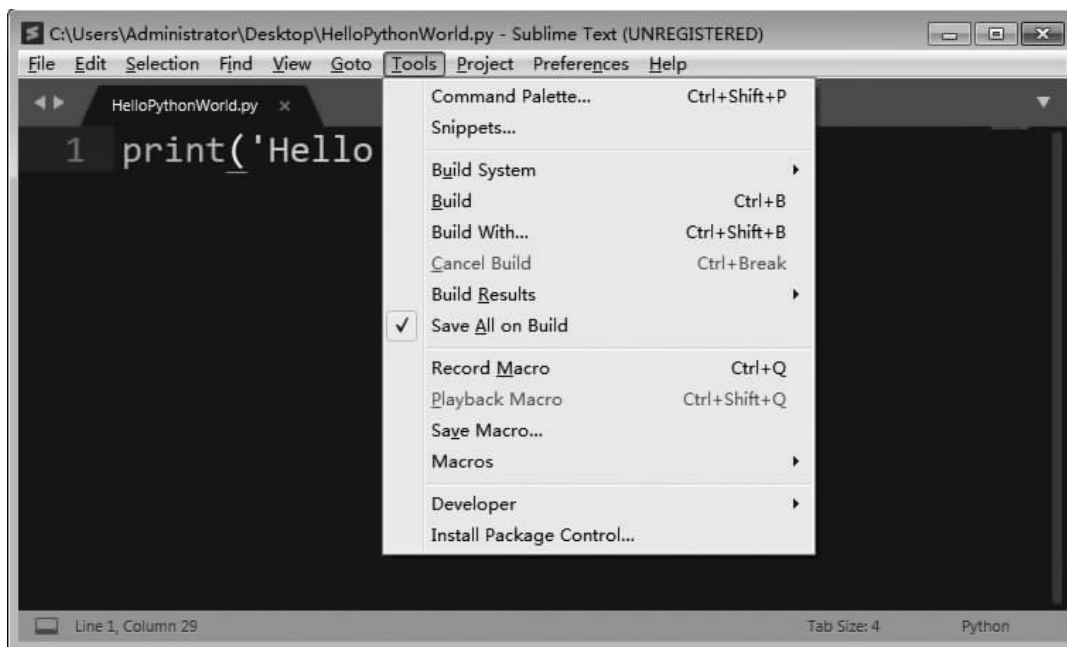 C:\Users\Administrator\Desktop\HelloPythonWorld.py - Sublime Text (UNREGISTERED)
File Edit Selection Find View Goto Tools Project Preferences Help
HelloPythonWorld.py ×
1 print('Hello
Command Palette... Ctrl+Shift+P
Snippets...
Build System
Build Ctrl+B
Build With... Ctrl+Shift+B
Cancel Build Ctrl+Break
Build Results
Save All on Build
Record Macro Ctrl+Q
Playback Macro Ctrl+Shift+Q
Save Macro...
Macros
Developer
Install Package Control...
Line 1, Column 29 Tab Size: 4 Python